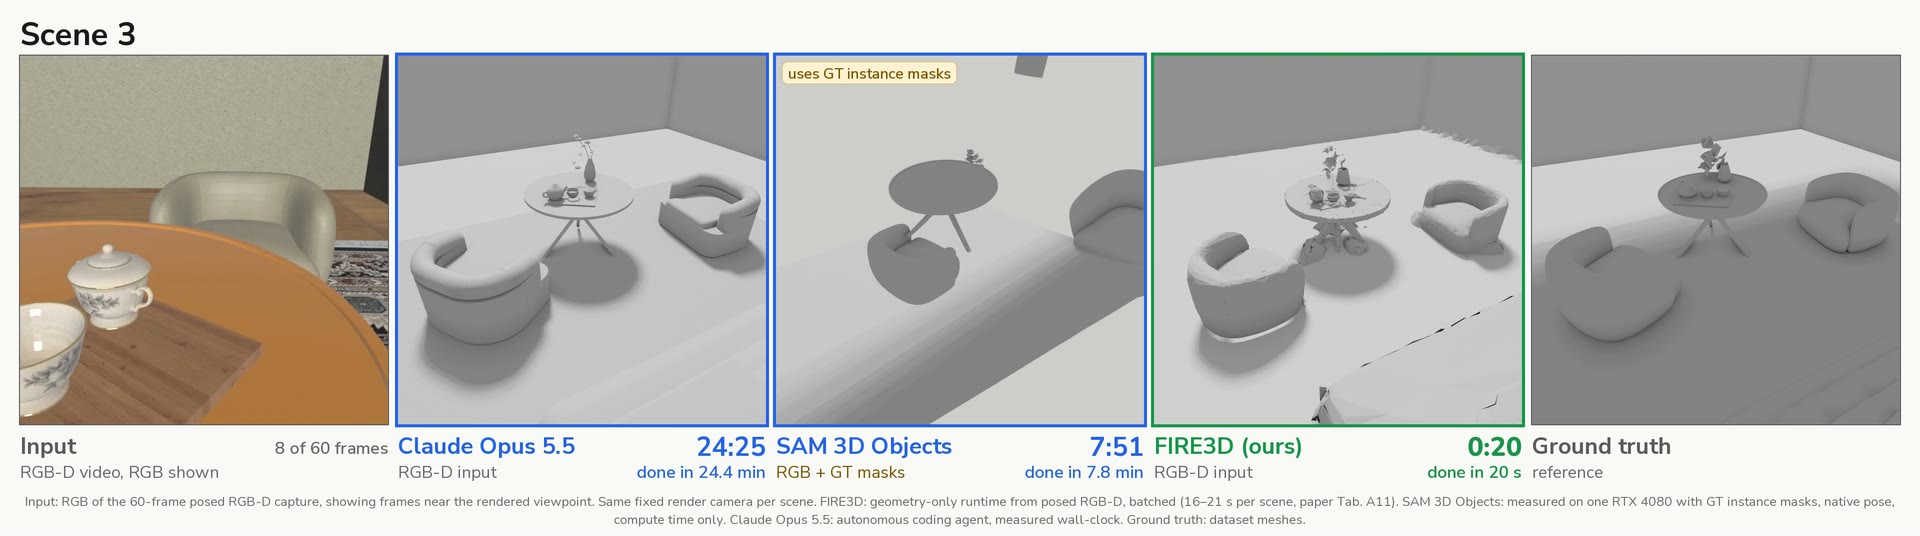 Scene 3
uses GT instance masks
Input
8 of 60 frames
RGB-D video, RGB shown
Claude Opus 5.5
24:25
RGB-D input
done in 24.4 min
SAM 3D Objects
7:51
RGB + GT masks
done in 7.8 min
FIRE3D (ours)
0:20
RGB-D input
done in 20 s
Ground truth
reference
Input: RGB of the 60-frame posed RGB-D capture, showing frames near the rendered viewpoint. Same fixed render camera per scene. FIRE3D: geometry-only runtime from posed RGB-D, batched (16–21 s per scene, paper Tab. A11). SAM 3D Objects: measured on one RTX 4080 with GT instance masks, native pose,
compute time only. Claude Opus 5.5: autonomous coding agent, measured wall-clock. Ground truth: dataset meshes.